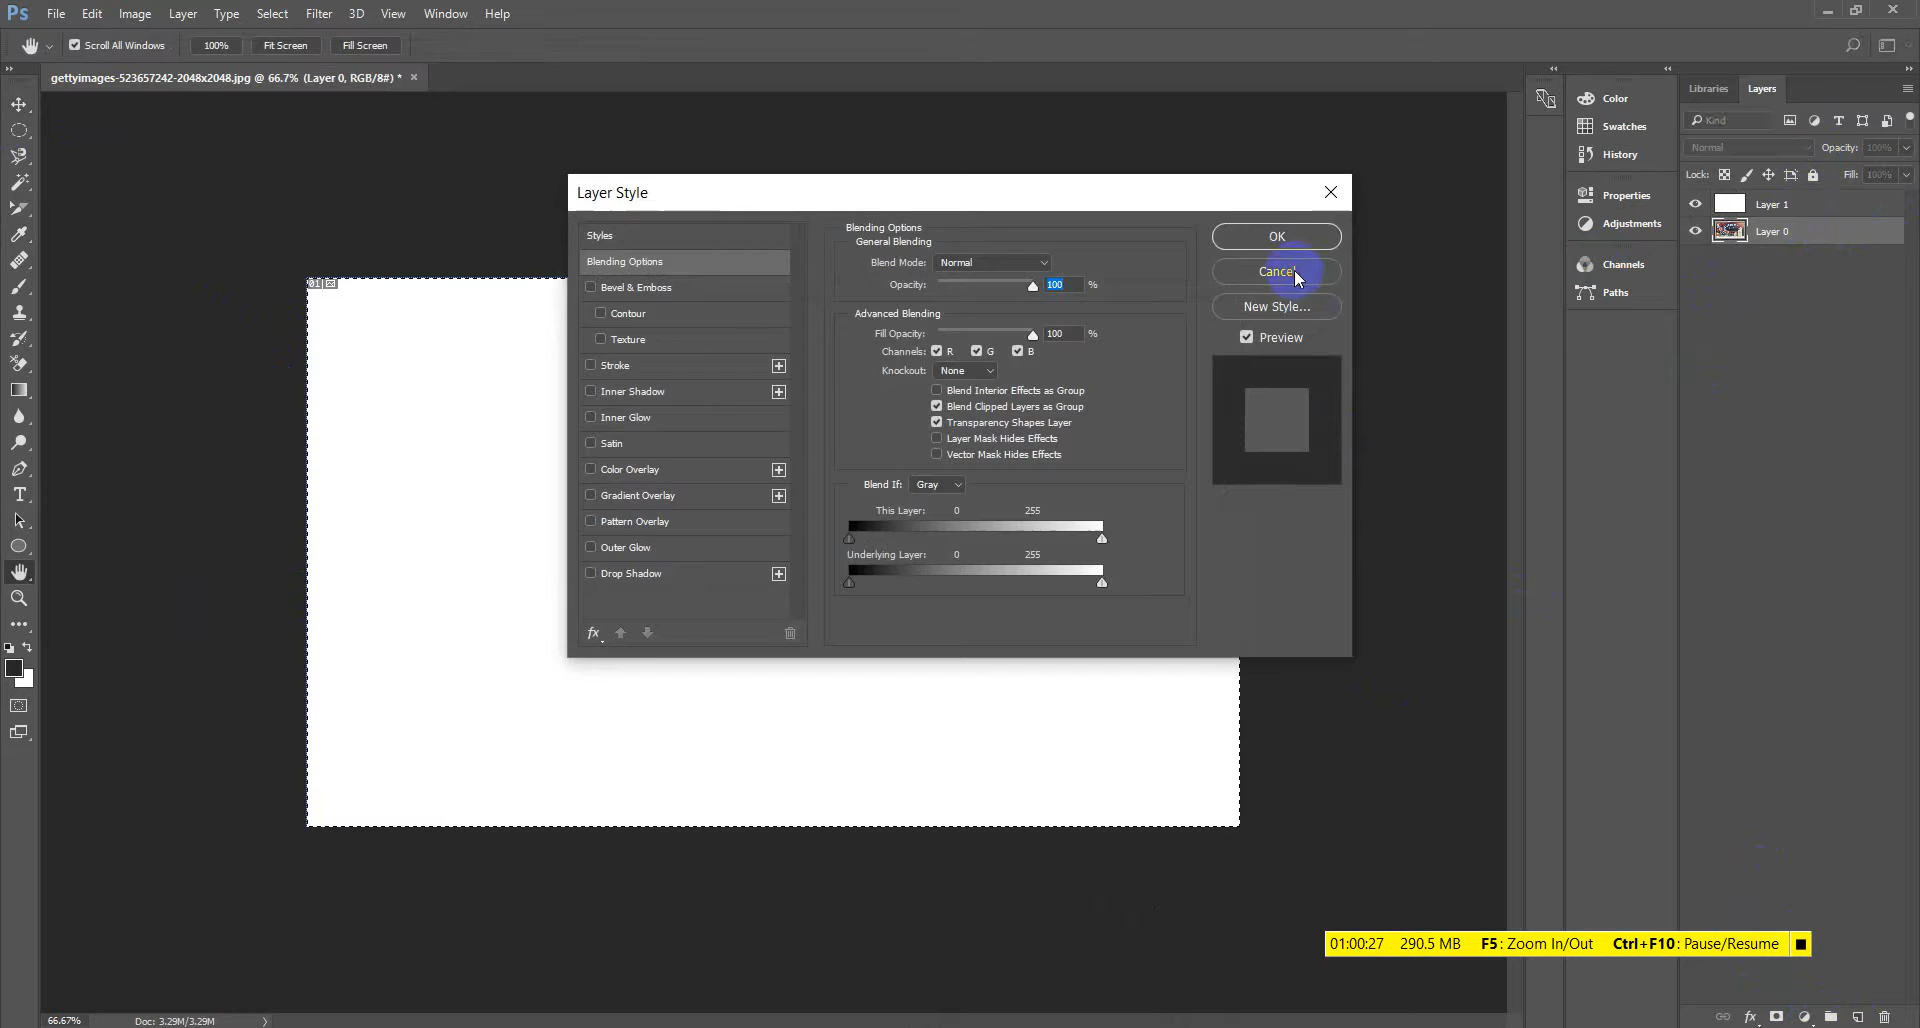 Ps File Edit Image Layer Type Select Filter 3D View Window Help
Scroll All Windows 100% Fit Screen Fill Screen
gettyimages-523657242-2048x2048.jpg @ 66.7% (Layer 0, RGB/8#) * ×
Layer Style
Styles
Blending Options
Bevel & Emboss
Contour
Texture
Stroke
Inner Shadow
Inner Glow
Satin
Color Overlay
Gradient Overlay
Pattern Overlay
Outer Glow
Drop Shadow
fx
Blending Options
General Blending
Blend Mode: Normal
Opacity: 100 %
Advanced Blending
Fill Opacity: 100 %
Channels: R G B
Knockout: None
Blend Interior Effects as Group
Blend Clipped Layers as Group
Transparency Shapes Layer
Layer Mask Hides Effects
Vector Mask Hides Effects
Blend If: Gray
This Layer: 0 255
Underlying Layer: 0 255
OK
Cancel
New Style...
Preview
01
Color
Swatches
History
Properties
Adjustments
Channels
Paths
Libraries Layers
Kind
Normal Opacity: 100%
Lock: Fill: 100%
Layer 1
Layer 0
01:00:27 290.5 MB F5: Zoom In/Out Ctrl+F10: Pause/Resume
66.67% Doc: 3.29M/3.29M
fx